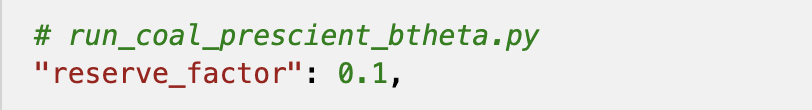 # run_coal_prescient_btheta.py
"reserve_factor": 0.1,